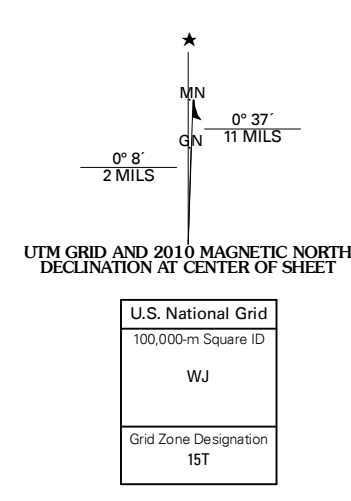 ★
MN
0° 37´
11 MILS
GN
0° 8´
2 MILS
UTM GRID AND 2010 MAGNETIC NORTH
DECLINATION AT CENTER OF SHEET
U.S. National Grid
100,000-m Square ID
WJ
Grid Zone Designation
15T